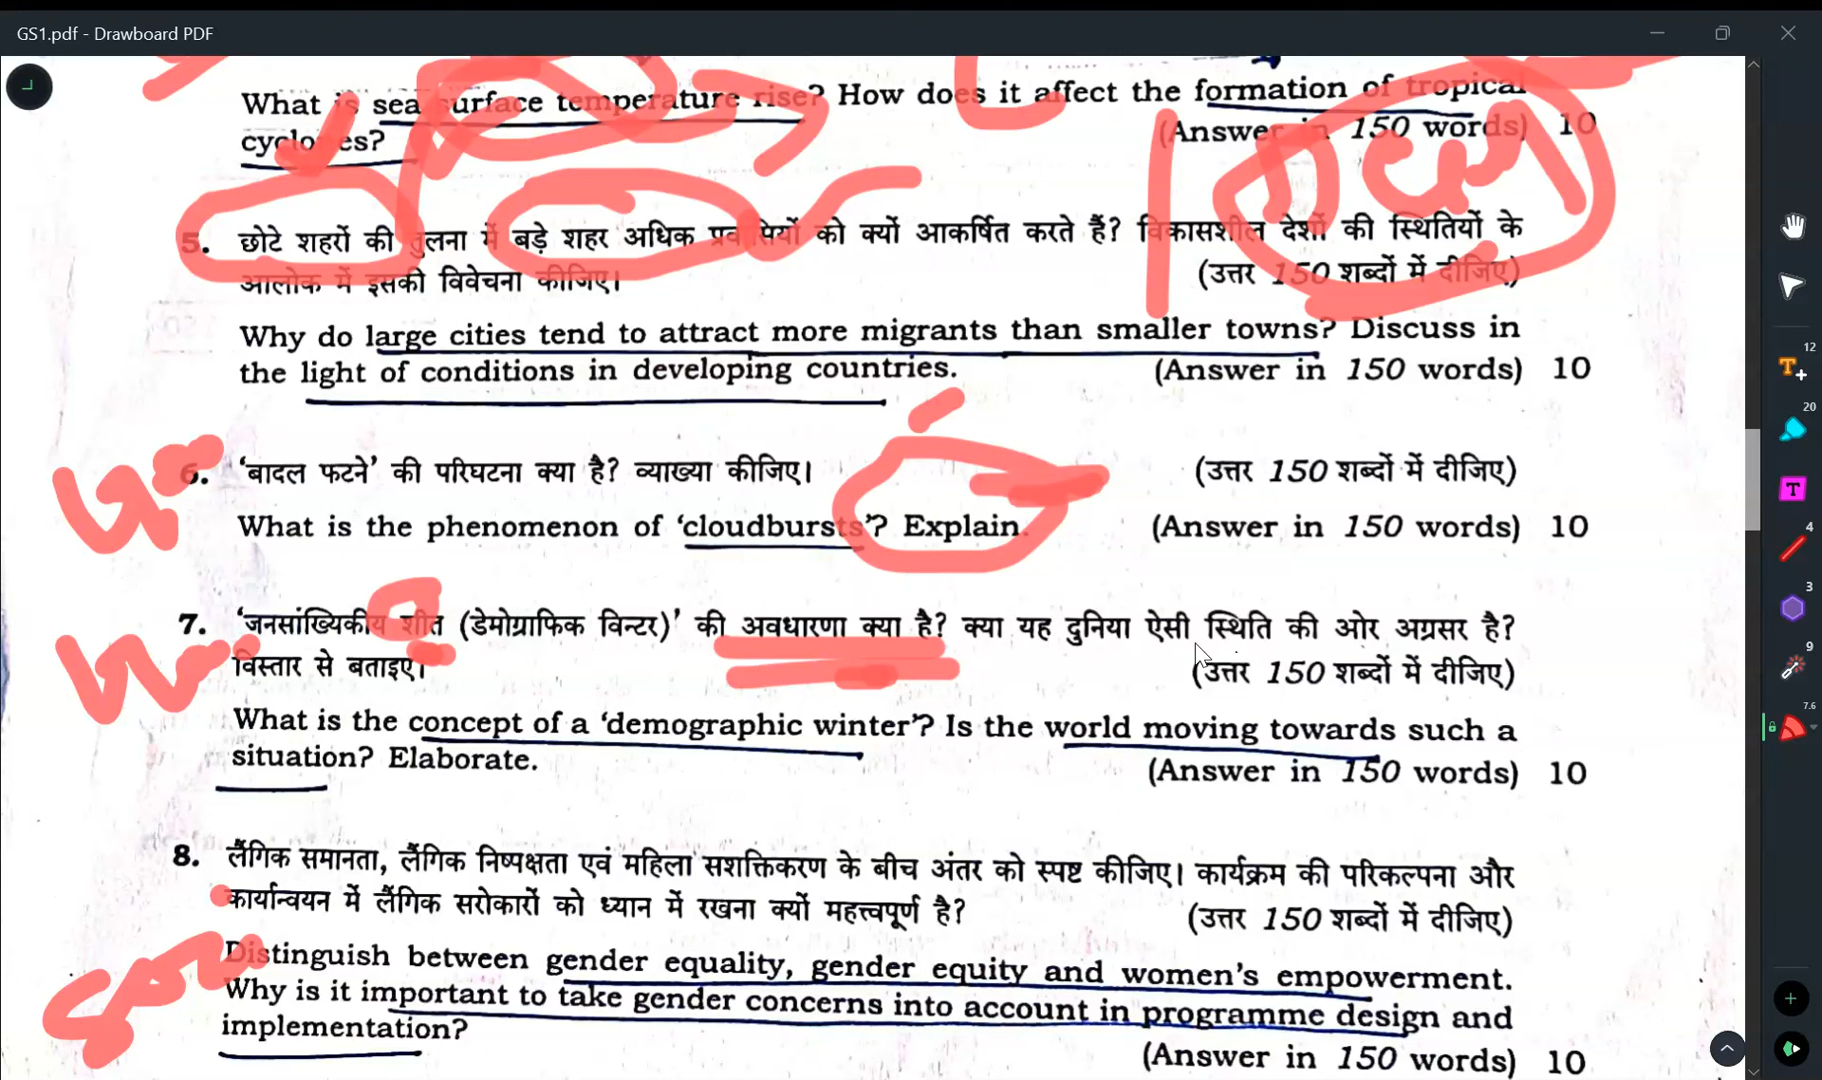 GS1.pdf - Drawboard PDF
What is sea surface temperature rise? How does it affect the formation of tropical
cyclones?
(Answer in 150 words) 10
5. छोटे शहरों की तुलना में बड़े शहर अधिक प्रवासियों को क्यों आकर्षित करते हैं? विकासशील देशों की स्थितियों के
आलोक में इसकी विवेचना कीजिए।
(उत्तर 150 शब्दों में दीजिए)
Why do large cities tend to attract more migrants than smaller towns? Discuss in
the light of conditions in developing countries.
(Answer in 150 words) 10
6. ‘बादल फटने’ की परिघटना क्या है? व्याख्या कीजिए।
(उत्तर 150 शब्दों में दीजिए)
What is the phenomenon of ‘cloudbursts’? Explain.
(Answer in 150 words) 10
7. ‘जनसांख्यिकीय शीत (डेमोग्राफिक विन्टर)’ की अवधारणा क्या है? क्या यह दुनिया ऐसी स्थिति की ओर अग्रसर है?
विस्तार से बताइए।
(उत्तर 150 शब्दों में दीजिए)
What is the concept of a ‘demographic winter’? Is the world moving towards such a
situation? Elaborate.
(Answer in 150 words) 10
8. लैंगिक समानता, लैंगिक निष्पक्षता एवं महिला सशक्तिकरण के बीच अंतर को स्पष्ट कीजिए। कार्यक्रम की परिकल्पना और
कार्यान्वयन में लैंगिक सरोकारों को ध्यान में रखना क्यों महत्त्वपूर्ण है?
(उत्तर 150 शब्दों में दीजिए)
Distinguish between gender equality, gender equity and women’s empowerment.
Why is it important to take gender concerns into account in programme design and
implementation?
(Answer in 150 words) 10
12
20
4
3
9
7.6